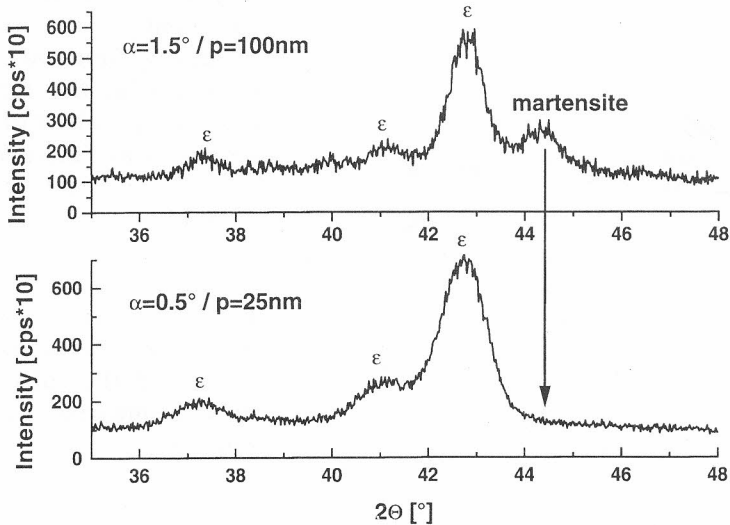 ε
600
α=1.5° / p=100nm
500
400
martensite
300
ε
ε
200
100
0
Intensity [cps*10]
36
38
40
42
44
46
48
ε
600
α=0.5° / p=25nm
400
ε
ε
200
0
Intensity [cps*10]
36
38
40
42
44
46
48
2Θ [°]